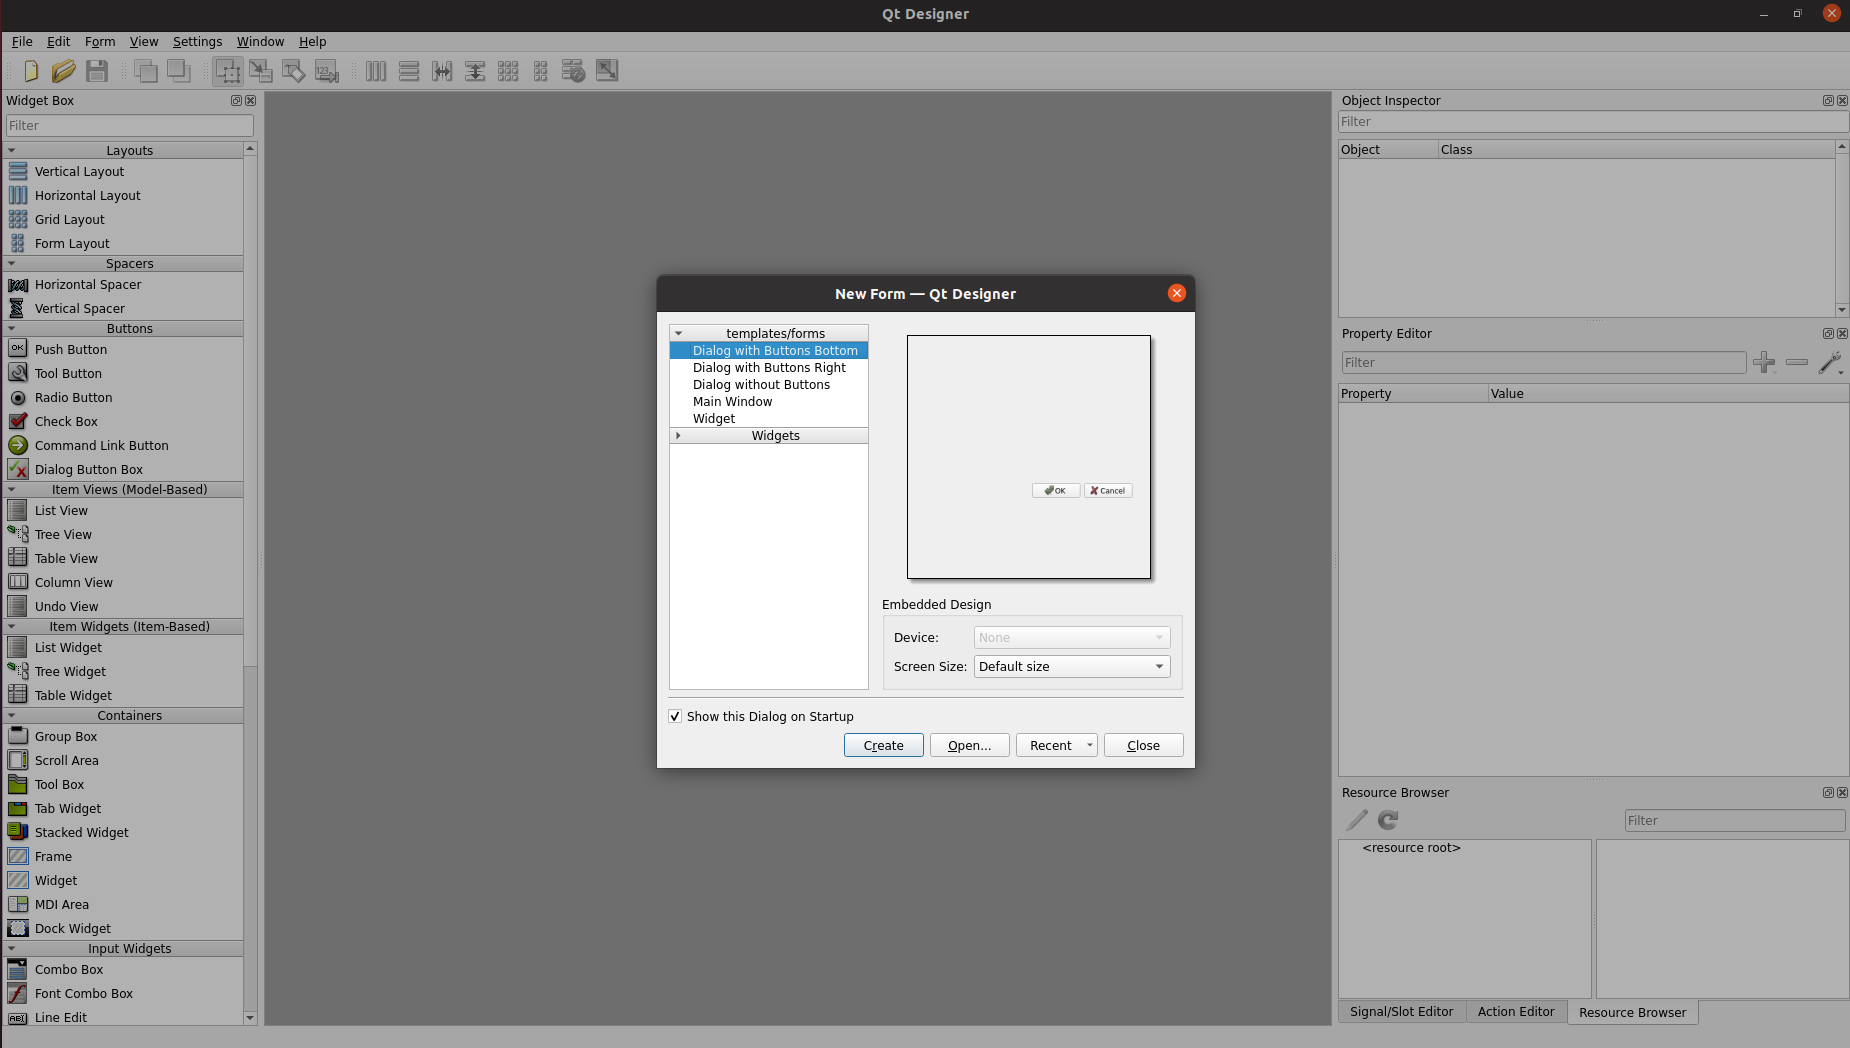 Qt Designer
File Edit Form View Settings Window Help
Widget Box
Filter
Layouts
Vertical Layout
Horizontal Layout
Grid Layout
Form Layout
Spacers
Horizontal Spacer
Vertical Spacer
Buttons
OK Push Button
Tool Button
Radio Button
Check Box
Command Link Button
Dialog Button Box
Item Views (Model-Based)
List View
Tree View
Table View
Column View
Undo View
Item Widgets (Item-Based)
List Widget
Tree Widget
Table Widget
Containers
Group Box
Scroll Area
Tool Box
Tab Widget
Stacked Widget
Frame
Widget
MDI Area
Dock Widget
Input Widgets
Combo Box
Font Combo Box
ABI Line Edit
New Form — Qt Designer
templates/forms
Dialog with Buttons Bottom
Dialog with Buttons Right
Dialog without Buttons
Main Window
Widget
Widgets
OK Cancel
Embedded Design
Device: None
Screen Size: Default size
Show this Dialog on Startup
Create Open... Recent Close
Object Inspector
Filter
Object Class
Property Editor
Filter
Property Value
Resource Browser
Filter
<resource root>
Signal/Slot Editor Action Editor Resource Browser